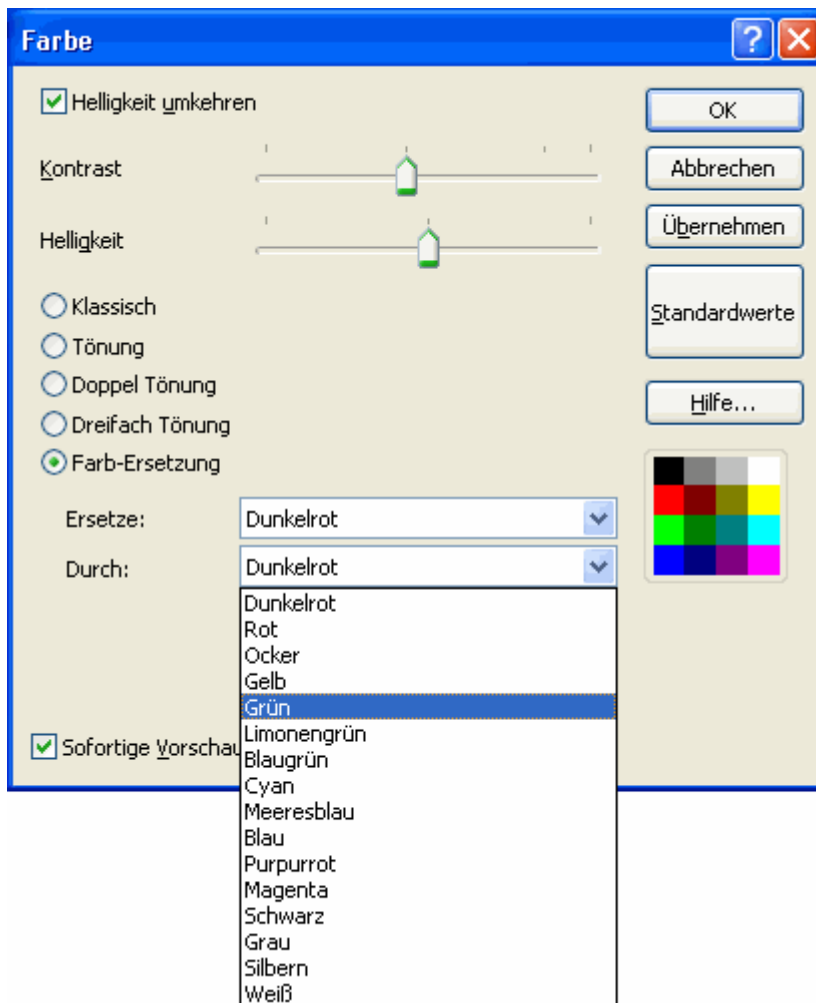 Farbe
?
Helligkeit umkehren
OK
Kontrast
Abbrechen
Übernehmen
Helligkeit
Klassisch
Standardwerte
Tönung
Doppel Tönung
Hilfe...
Dreifach Tönung
Farb-Ersetzung
Ersetze: Dunkelrot
Durch: Dunkelrot
Dunkelrot
Rot
Ocker
Gelb
Grün
Limonengrün
Sofortige Vorschau
Blaugrün
Cyan
Meeresblau
Blau
Purpurrot
Magenta
Schwarz
Grau
Silbern
Weiß